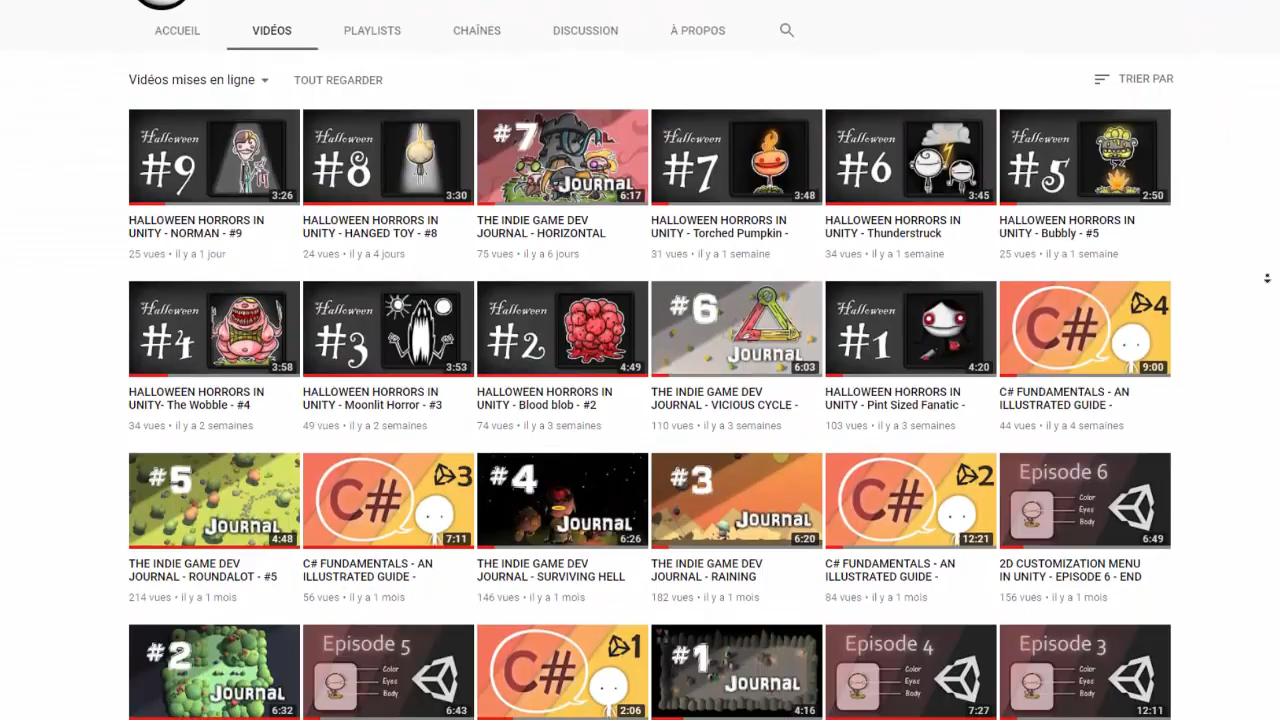 ACCUEIL VIDÉOS PLAYLISTS CHAÎNES DISCUSSION À PROPOS
Vidéos mises en ligne TOUT REGARDER TRIER PAR
Halloween #9 3:26
Halloween #8 3:30
#7 Journal 6:17
Halloween #7 3:48
Halloween #6 3:45
Halloween #5 2:50
HALLOWEEN HORRORS IN
UNITY - NORMAN - #9
25 vues • il y a 1 jour
HALLOWEEN HORRORS IN
UNITY - HANGED TOY - #8
24 vues • il y a 4 jours
THE INDIE GAME DEV
JOURNAL - HORIZONTAL
75 vues • il y a 6 jours
HALLOWEEN HORRORS IN
UNITY - Torched Pumpkin -
31 vues • il y a 1 semaine
HALLOWEEN HORRORS IN
UNITY - Thunderstruck
34 vues • il y a 1 semaine
HALLOWEEN HORRORS IN
UNITY - Bubbly - #5
25 vues • il y a 1 semaine
Halloween #4 3:58
Halloween #3 3:53
Halloween #2 4:49
#6 Journal 6:03
Halloween #1 4:20
C# 4 9:00
HALLOWEEN HORRORS IN
UNITY- The Wobble - #4
34 vues • il y a 2 semaines
HALLOWEEN HORRORS IN
UNITY - Moonlit Horror - #3
49 vues • il y a 2 semaines
HALLOWEEN HORRORS IN
UNITY - Blood blob - #2
74 vues • il y a 3 semaines
THE INDIE GAME DEV
JOURNAL - VICIOUS CYCLE -
110 vues • il y a 3 semaines
HALLOWEEN HORRORS IN
UNITY - Pint Sized Fanatic -
103 vues • il y a 3 semaines
C# FUNDAMENTALS - AN
ILLUSTRATED GUIDE -
44 vues • il y a 4 semaines
#5 Journal 4:48
C# 3 7:11
#4 Journal 6:26
#3 Journal 6:20
C# 2 12:21
Episode 6
Color
Eyes
Body
6:49
THE INDIE GAME DEV
JOURNAL - ROUNDALOT - #5
214 vues • il y a 1 mois
C# FUNDAMENTALS - AN
ILLUSTRATED GUIDE -
56 vues • il y a 1 mois
THE INDIE GAME DEV
JOURNAL - SURVIVING HELL
146 vues • il y a 1 mois
THE INDIE GAME DEV
JOURNAL - RAINING
182 vues • il y a 1 mois
C# FUNDAMENTALS - AN
ILLUSTRATED GUIDE -
84 vues • il y a 1 mois
2D CUSTOMIZATION MENU
IN UNITY - EPISODE 6 - END
156 vues • il y a 1 mois
#2 Journal 6:32
Episode 5
Color
Eyes
Body
6:43
C# 1 2:06
#1 Journal 4:16
Episode 4
Color
Eyes
Body
7:27
Episode 3
Color
Eyes
Body
12:11